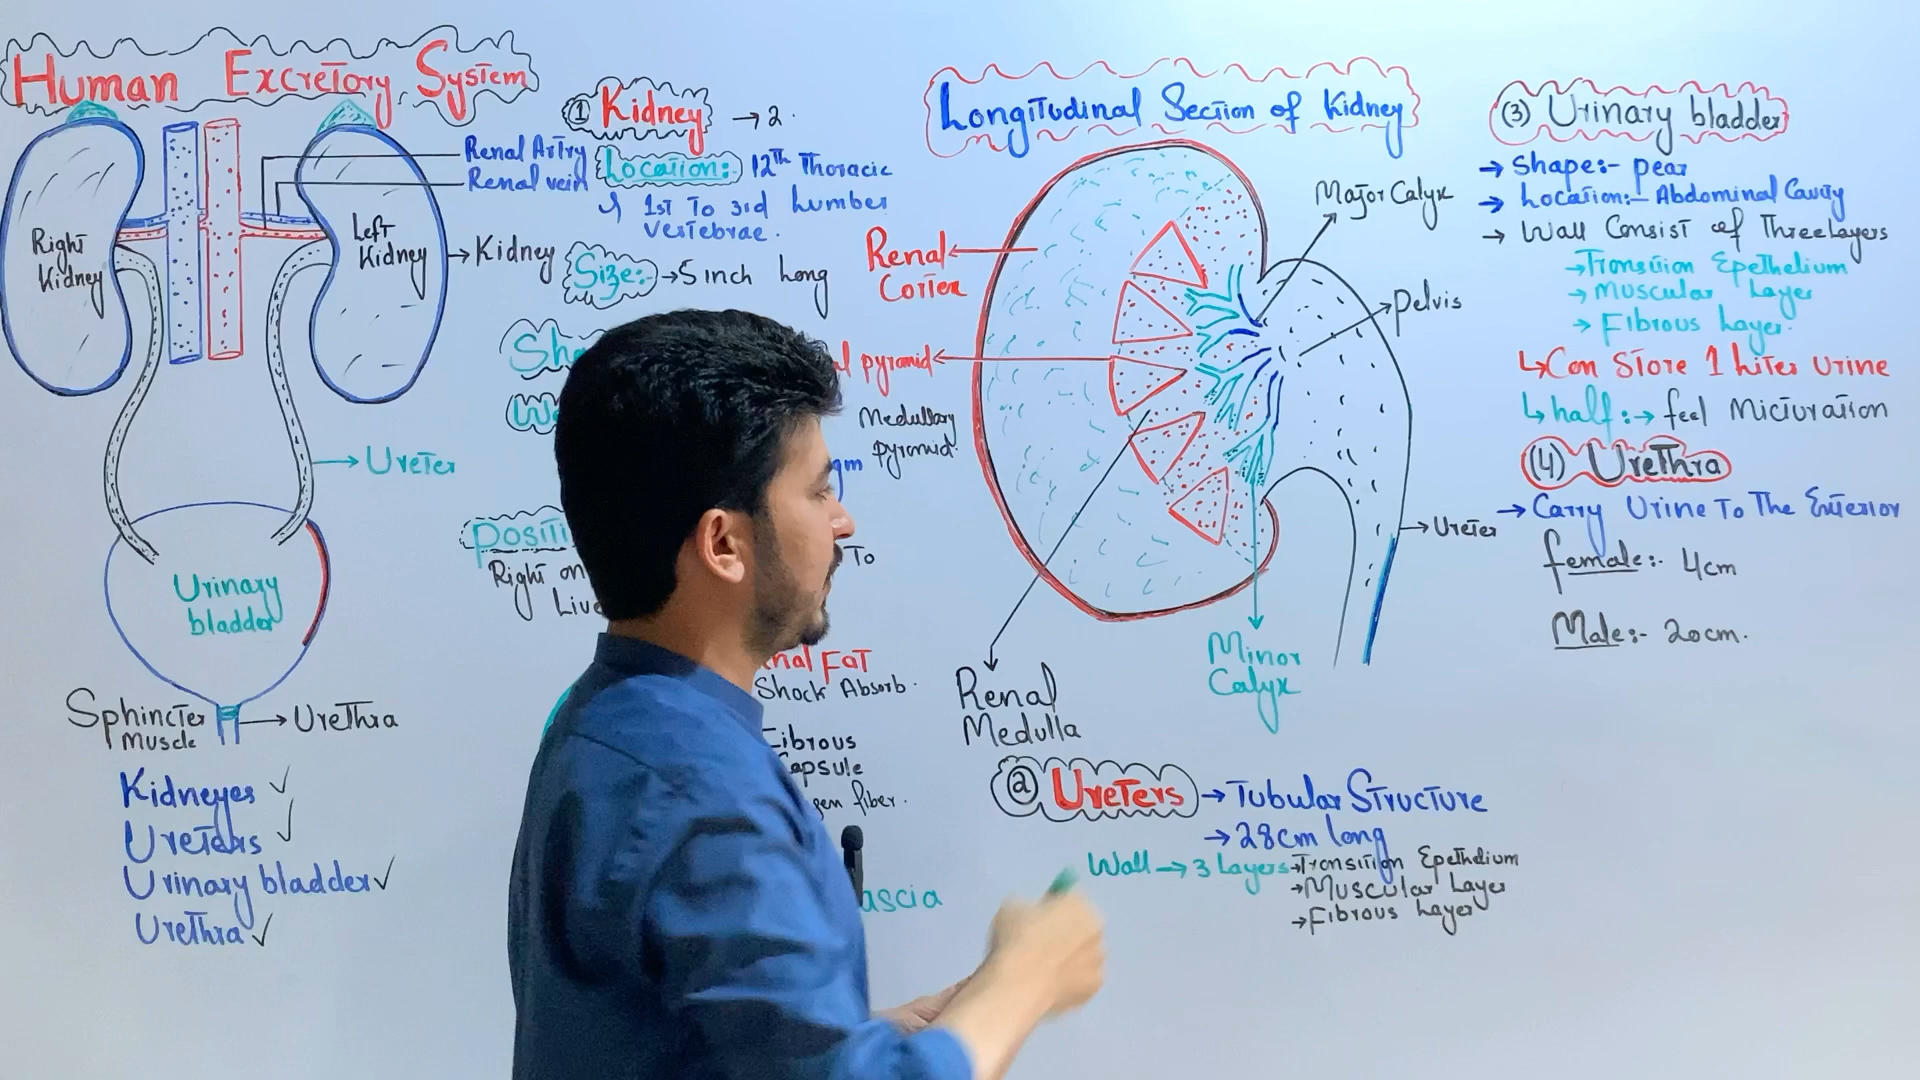 Human Excretory System
Right
Kidney
Left
Kidney
Renal Artry
Renal vein
Kidney
Ureter
Urinary
bladder
Sphincter
Muscle
Urethra
Kidneyes
Uretors
Urinary bladder
Urethra
① Kidney → 2.
Location:- 12th Thoracic
1st To 3rd Lumber
vertebrae.
Size:- → 5 inch Long
Right on
To
Fat
Shock Absorb.
Fibrous
Capsule
fiber.
Longitudinal Section of Kidney
Renal
Cortex
pyramid
Medullary
pyramid.
Major Calyx
Pelvis
Ureter
Minor
Calyx
Renal
Medulla
② Ureters → Tubular Structure
→ 28cm long
Wall → 3 Layers → Transition Epethelium
→ Muscular Layer
→ Fibrous Layer
(3) Urinary bladder
→ Shape:- pear
→ Location:- Abdominal Cavity
→ Wall Consist of Three Layers
→ Transition Epethelium
→ Muscular Layer
→ Fibrous Layer.
↳ Can Store 1 Liter Urine
↳ half:→ feel Micturation
(4) Urethra
→ Carry Urine To The Exterior
female:- 4cm
Male:- 20cm.